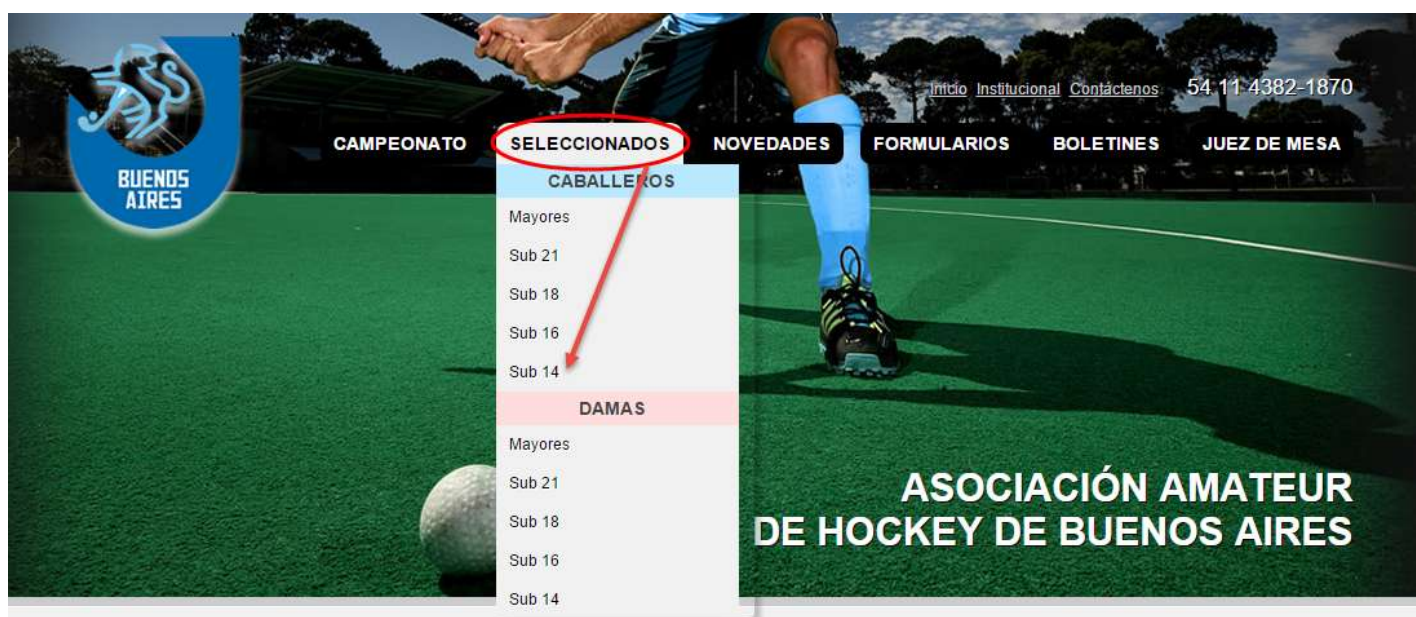 BUENOS
AIRES
Inicio Institucional Contáctenos 54 11 4382-1870
CAMPEONATO SELECCIONADOS NOVEDADES FORMULARIOS BOLETINES JUEZ DE MESA
CABALLEROS
Mayores
Sub 21
Sub 18
Sub 16
Sub 14
DAMAS
Mayores
Sub 21
Sub 18
Sub 16
Sub 14
ASOCIACIÓN AMATEUR
DE HOCKEY DE BUENOS AIRES